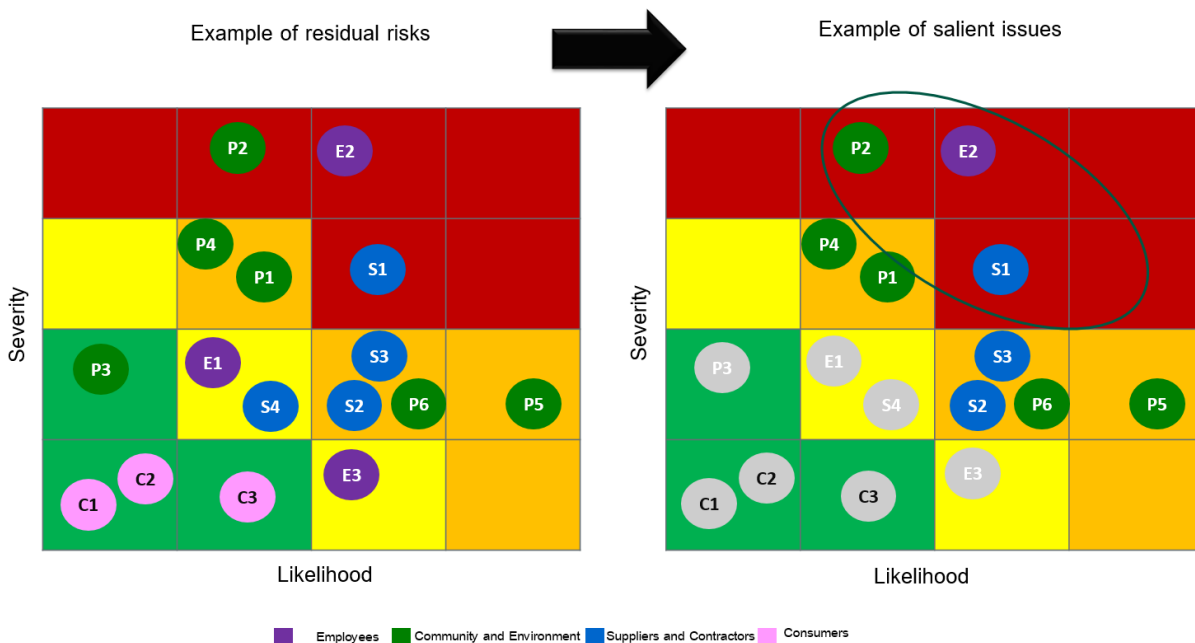 Example of residual risks
Example of salient issues
Severity
P2
E2
P4
P1
S1
P3
E1
S4
S3
S2
P6
P5
C1
C2
C3
E3
Likelihood
Severity
P2
E2
P4
P1
S1
P3
E1
S4
S3
S2
P6
P5
C1
C2
C3
E3
Likelihood
Employees
Community and Environment
Suppliers and Contractors
Consumers